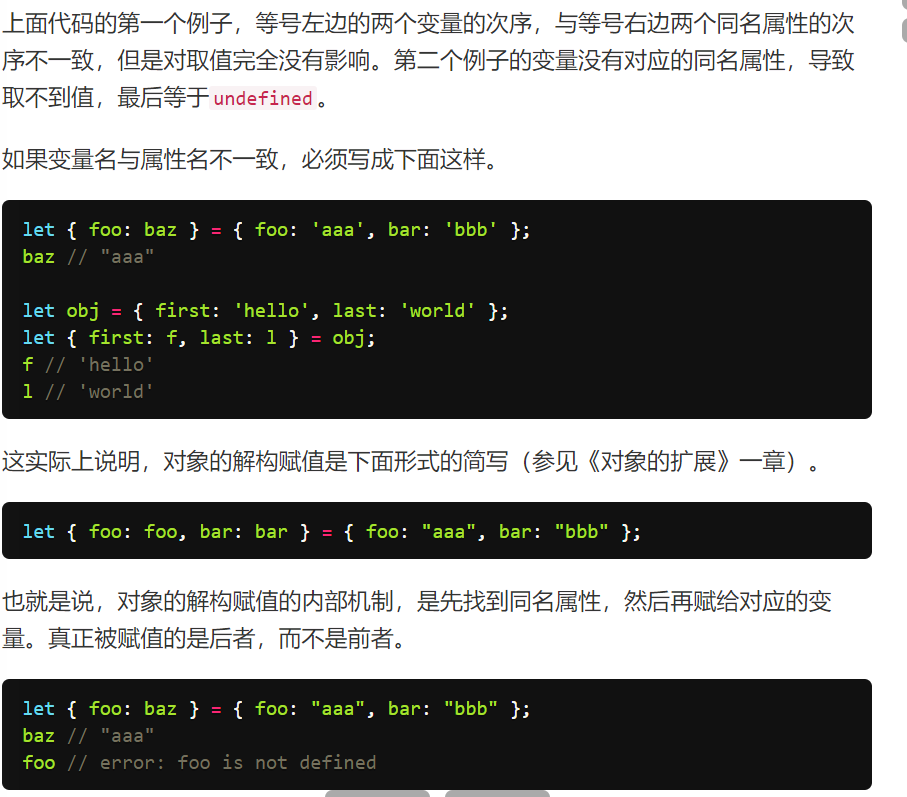 上面代码的第一个例子，等号左边的两个变量的次序，与等号右边两个同名属性的次
序不一致，但是对取值完全没有影响。第二个例子的变量没有对应的同名属性，导致
取不到值，最后等于undefined。
如果变量名与属性名不一致，必须写成下面这样。
let { foo: baz } = { foo: 'aaa', bar: 'bbb' };
baz // "aaa"
let obj = { first: 'hello', last: 'world' };
let { first: f, last: l } = obj;
f // 'hello'
l // 'world'
这实际上说明，对象的解构赋值是下面形式的简写（参见《对象的扩展》一章）。
let { foo: foo, bar: bar } = { foo: "aaa", bar: "bbb" };
也就是说，对象的解构赋值的内部机制，是先找到同名属性，然后再赋给对应的变
量。真正被赋值的是后者，而不是前者。
let { foo: baz } = { foo: "aaa", bar: "bbb" };
baz // "aaa"
foo // error: foo is not defined